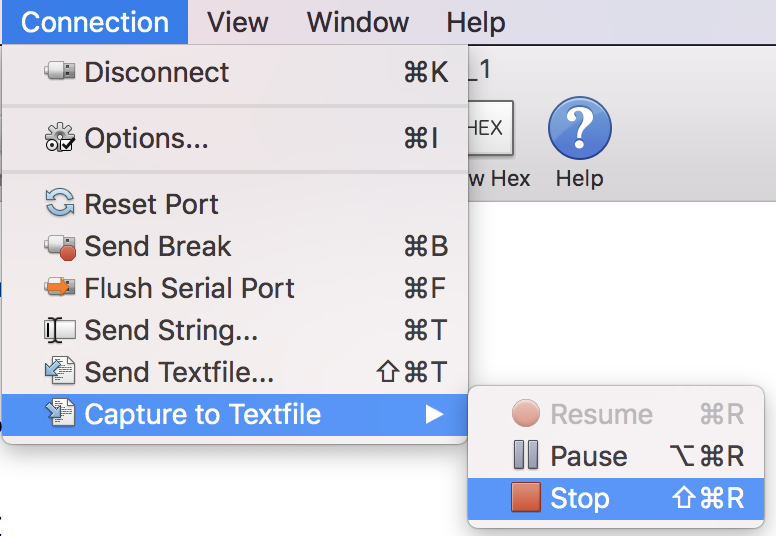 Connection View Window Help
Disconnect ⌘K
_1
Options... ⌘I
HEX
w Hex Help
Reset Port
Send Break ⌘B
Flush Serial Port ⌘F
Send String... ⌘T
Send Textfile... ⇧⌘T
Capture to Textfile ▶
Resume ⌘R
Pause ⌥⌘R
Stop ⇧⌘R